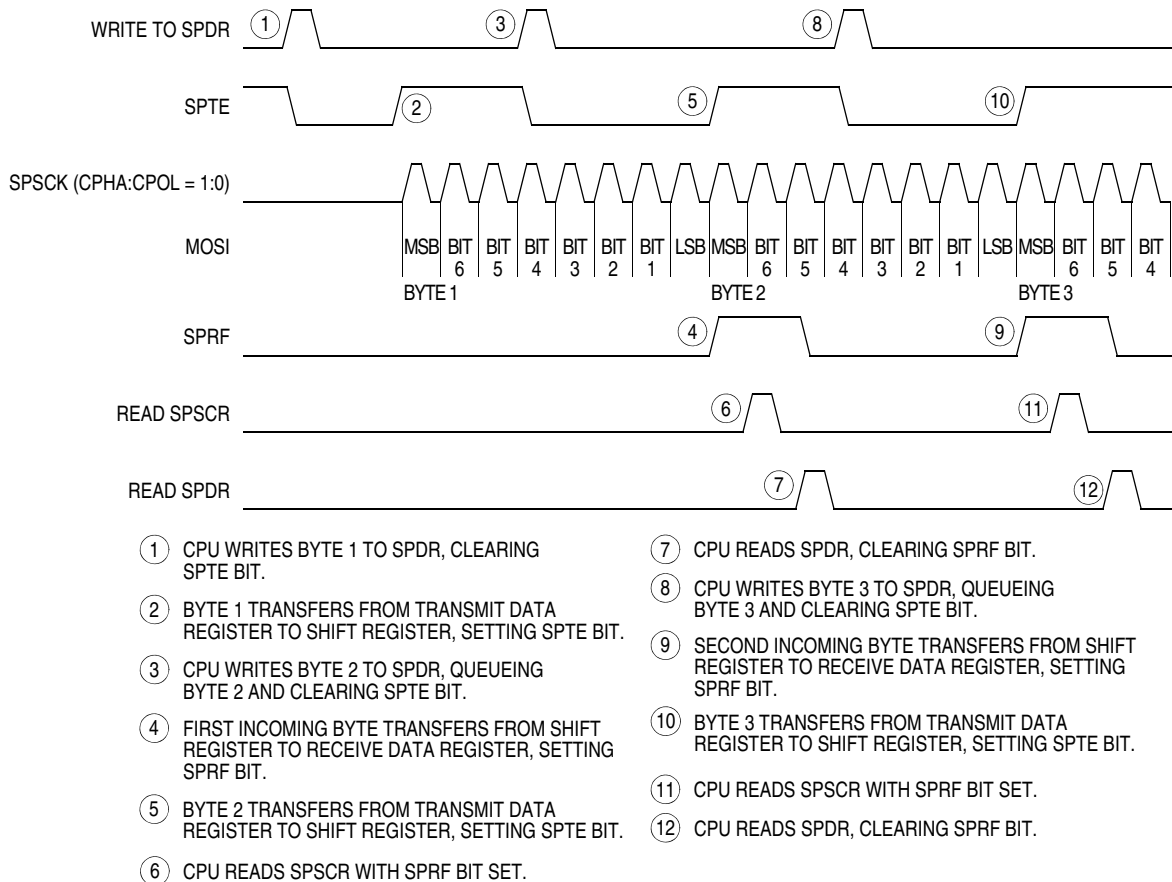 WRITE TO SPDR
1
3
8
SPTE
2
5
10
SPSCK (CPHA:CPOL = 1:0)
MOSI
MSB BIT 6 BIT 5 BIT 4 BIT 3 BIT 2 BIT 1 LSB MSB BIT 6 BIT 5 BIT 4 BIT 3 BIT 2 BIT 1 LSB MSB BIT 6 BIT 5 BIT 4
BYTE 1
BYTE 2
BYTE 3
SPRF
4
9
READ SPSCR
6
11
READ SPDR
7
12
1 CPU WRITES BYTE 1 TO SPDR, CLEARING
SPTE BIT.
2 BYTE 1 TRANSFERS FROM TRANSMIT DATA
REGISTER TO SHIFT REGISTER, SETTING SPTE BIT.
3 CPU WRITES BYTE 2 TO SPDR, QUEUEING
BYTE 2 AND CLEARING SPTE BIT.
4 FIRST INCOMING BYTE TRANSFERS FROM SHIFT
REGISTER TO RECEIVE DATA REGISTER, SETTING
SPRF BIT.
5 BYTE 2 TRANSFERS FROM TRANSMIT DATA
REGISTER TO SHIFT REGISTER, SETTING SPTE BIT.
6 CPU READS SPSCR WITH SPRF BIT SET.
7 CPU READS SPDR, CLEARING SPRF BIT.
8 CPU WRITES BYTE 3 TO SPDR, QUEUEING
BYTE 3 AND CLEARING SPTE BIT.
9 SECOND INCOMING BYTE TRANSFERS FROM SHIFT
REGISTER TO RECEIVE DATA REGISTER, SETTING
SPRF BIT.
10 BYTE 3 TRANSFERS FROM TRANSMIT DATA
REGISTER TO SHIFT REGISTER, SETTING SPTE BIT.
11 CPU READS SPSCR WITH SPRF BIT SET.
12 CPU READS SPDR, CLEARING SPRF BIT.